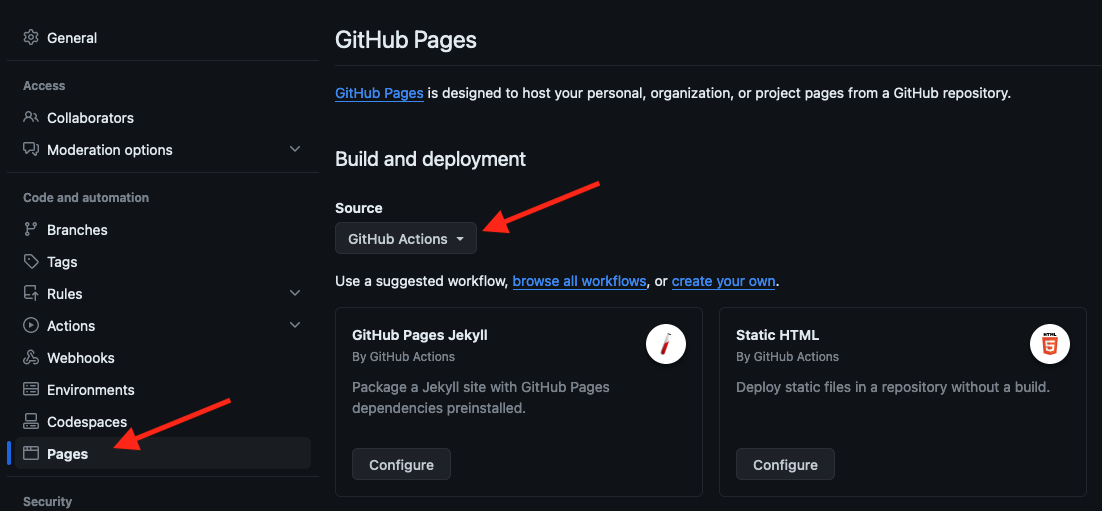 General
Access
Collaborators
Moderation options
Code and automation
Branches
Tags
Rules
Actions
Webhooks
Environments
Codespaces
Pages
Security
GitHub Pages
GitHub Pages is designed to host your personal, organization, or project pages from a GitHub repository.
Build and deployment
Source
GitHub Actions
Use a suggested workflow, browse all workflows, or create your own.
GitHub Pages Jekyll
By GitHub Actions
Package a Jekyll site with GitHub Pages
dependencies preinstalled.
Configure
Static HTML
By GitHub Actions
Deploy static files in a repository without a build.
Configure
HTML
5